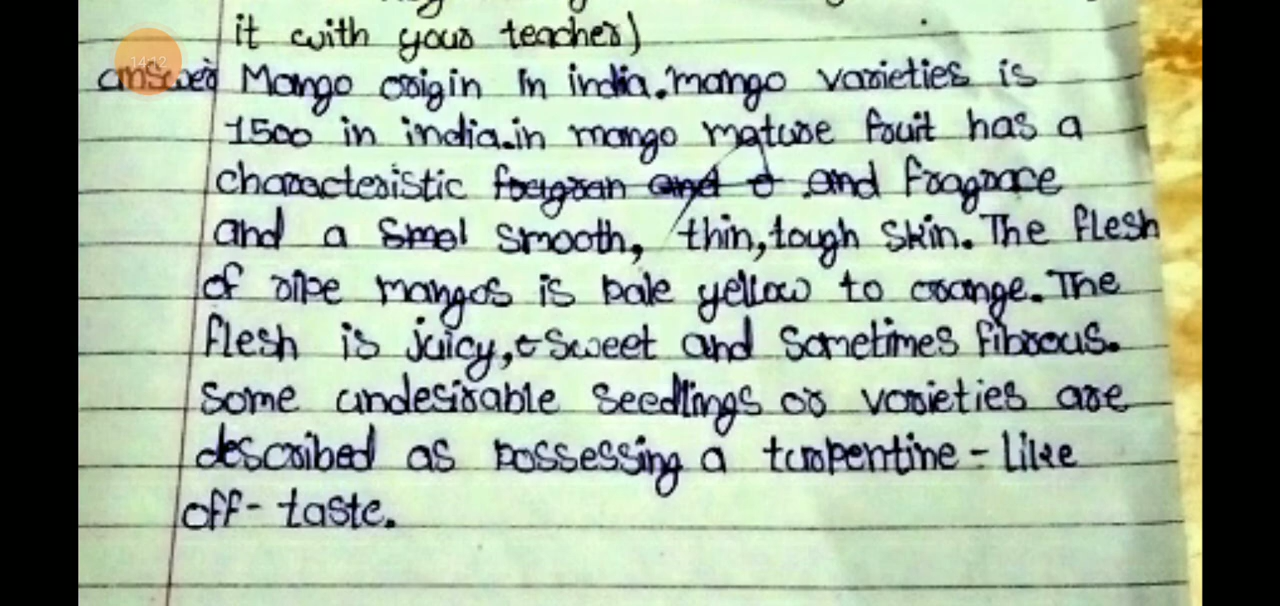 it with your teacher)
answer Mango origin in india.mango varieties is
1500 in india.in mango mature fruit has a
characteristic and fragrace
and a smooth, thin, tough skin. The flesh
of ripe mangos is pale yellow to orange. The
flesh is juicy, sweet and sometimes fibrous.
some undesirable seedlings or varieties are
described as possessing a turpentine - like
off - taste.
14:12